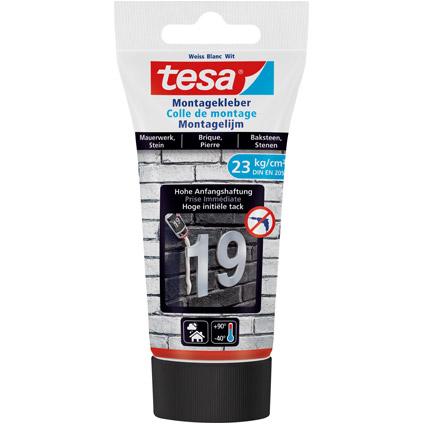 Weiss Blanc Wit
tesa
Montagekleber
Colle de montage
Montagelijm
Mauerwerk, Stein
Brique, Pierre
Baksteen, Stenen
23 kg/cm²
DIN EN 205
Hohe Anfangshaftung
Prise Immédiate
Hoge initiële tack
19
+90°
-40°